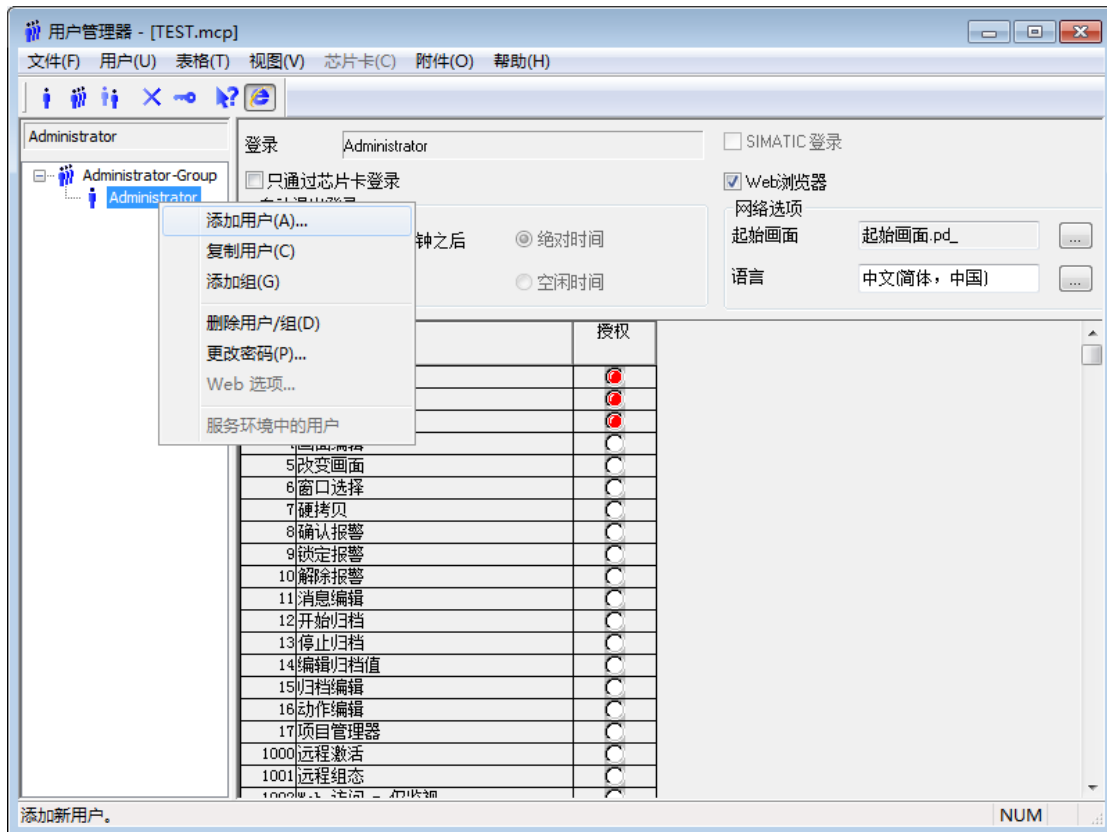 用户管理器 - [TEST.mcp]
文件(F) 用户(U) 表格(T) 视图(V) 芯片卡(C) 附件(O) 帮助(H)
Administrator
登录 Administrator
SIMATIC 登录
Administrator-Group
只通过芯片卡登录
Web浏览器
Administrator
网络选项
添加用户(A)...
钟之后
绝对时间
起始画面 起始画面.pd_ ...
复制用户(C)
添加组(G)
空闲时间
语言 中文(简体，中国) ...
删除用户/组(D)
授权
更改密码(P)...
Web 选项...
服务环境中的用户
5 改变画面
6 窗口选择
7 硬拷贝
8 确认报警
9 锁定报警
10 解除报警
11 消息编辑
12 开始归档
13 停止归档
14 编辑归档值
15 归档编辑
16 动作编辑
17 项目管理器
1000 远程激活
1001 远程组态
添加新用户。
NUM